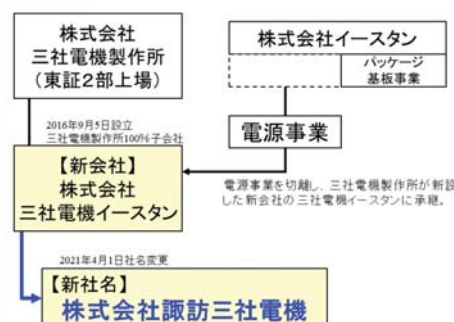 株式会社
三社電機製作所
（東証2部上場）
株式会社イースタン
パッケージ
基板事業
2016年9月5日設立
三社電機製作所100%子会社
電源事業
【新会社】
株式会社
三社電機イースタン
電源事業を切離し、三社電機製作所が新設
した新会社の三社電機イースタンに承継。
2021年4月1日社名変更
【新社名】
株式会社諏訪三社電機